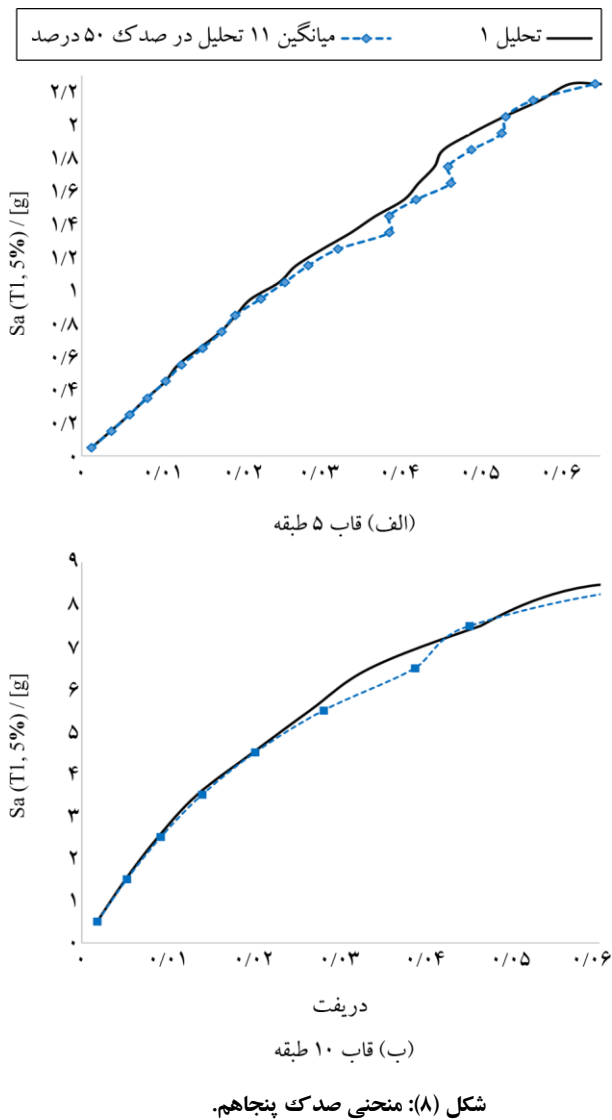 تحلیل ۱ میانگین ۱۱ تحلیل در صدک ۵۰ درصد
Sa (T1, 5%) / [g]
۲/۲
۲
۱/۸
۱/۶
۱/۴
۱/۲
۱
۰/۸
۰/۶
۰/۴
۰/۲
۰
۰ ۰/۰۱ ۰/۰۲ ۰/۰۳ ۰/۰۴ ۰/۰۵ ۰/۰۶
(الف) قاب ۵ طبقه
Sa (T1, 5%) / [g]
۹
۸
۷
۶
۵
۴
۳
۲
۱
۰
۰ ۰/۰۱ ۰/۰۲ ۰/۰۳ ۰/۰۴ ۰/۰۵ ۰/۰۶
دریفت
(ب) قاب ۱۰ طبقه
شکل (۸): منحنی صدک پنجاهم.